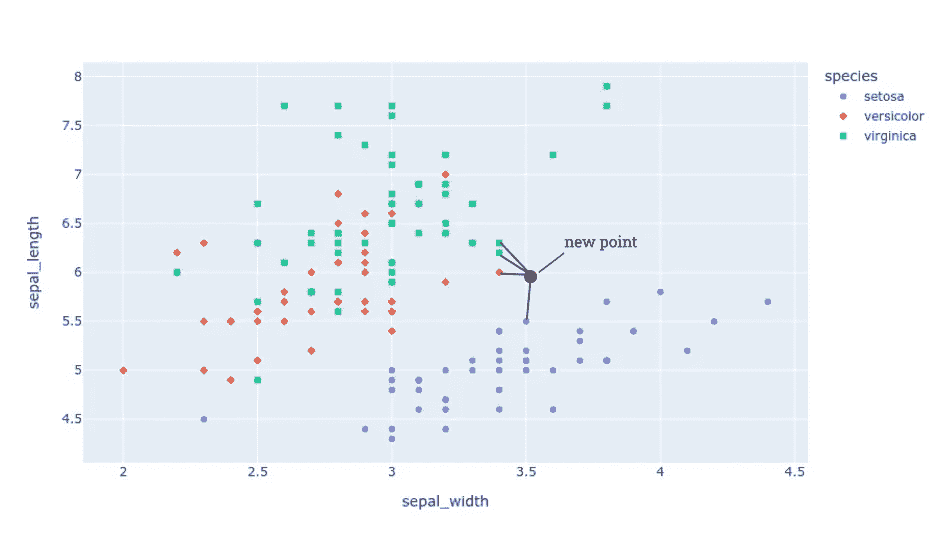 species
setosa
versicolor
virginica
8
7.5
7
6.5
6
5.5
5
4.5
sepal_length
new point
2
2.5
3
3.5
4
4.5
sepal_width